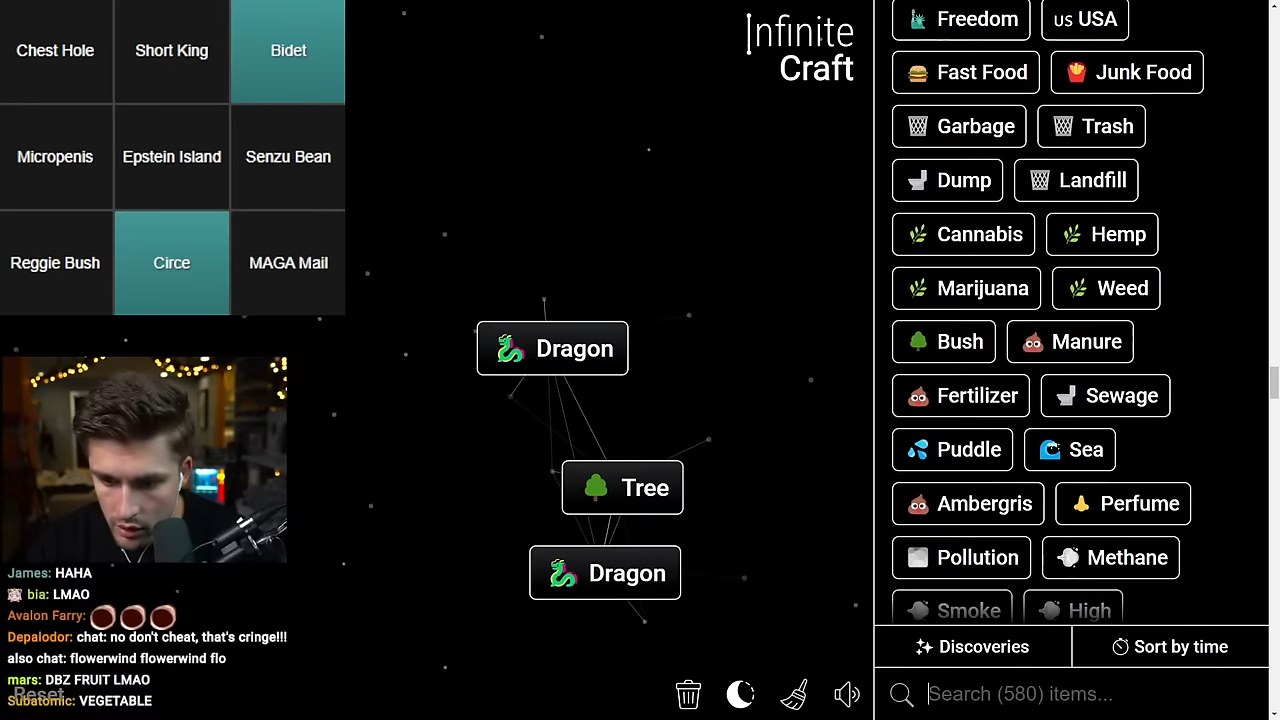 Chest Hole
Short King
Bidet
Micropenis
Epstein Island
Senzu Bean
Reggie Bush
Circe
MAGA Mail
Infinite
Craft
Dragon
Tree
Dragon
James: HAHA
bia: LMAO
Avalon Farry:
Depalodor: chat: no don't cheat, that's cringe!!!
also chat: flowerwind flowerwind flo
mars: DBZ FRUIT LMAO
Subatomic: VEGETABLE
Reset
Freedom
us USA
Fast Food
Junk Food
Garbage
Trash
Dump
Landfill
Cannabis
Hemp
Marijuana
Weed
Bush
Manure
Fertilizer
Sewage
Puddle
Sea
Ambergris
Perfume
Pollution
Methane
Smoke
High
Discoveries
Sort by time
Search (580) items...